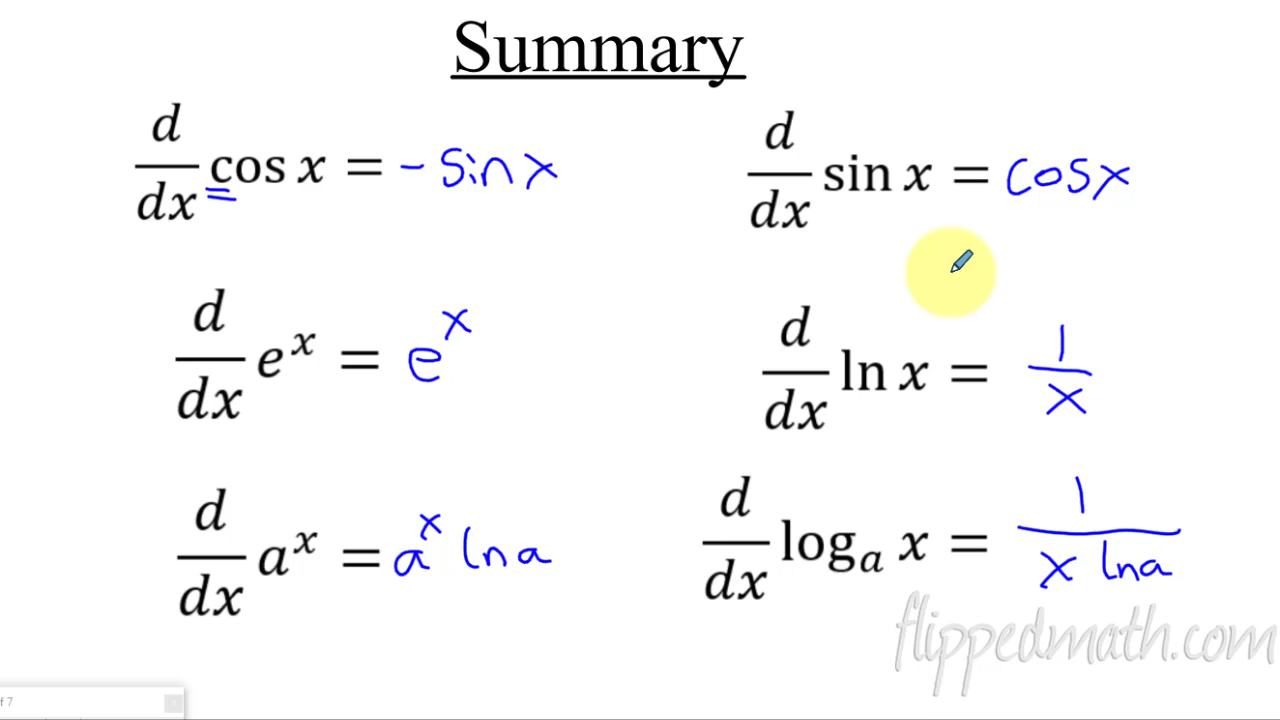 Summary
d/dx cos x = - sin x
d/dx sin x = cos x
d/dx e^x = e^x
d/dx ln x = 1/x
d/dx a^x = a^x ln a
d/dx log_a x = 1/(x ln a)
flippedmath.com
f 7